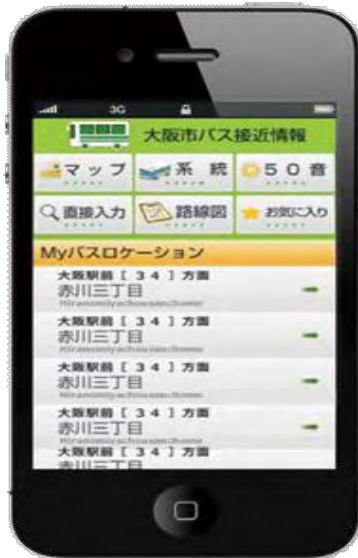 3G
大阪市バス接近情報
マップ 系統 50音
直接入力 路線図 お気に入り
Myバスロケーション
大阪駅前［３４］方面
赤川三丁目
大阪駅前［３４］方面
赤川三丁目
大阪駅前［３４］方面
赤川三丁目
大阪駅前［３４］方面
赤川三丁目
大阪駅前［３４］方面
赤川三丁目